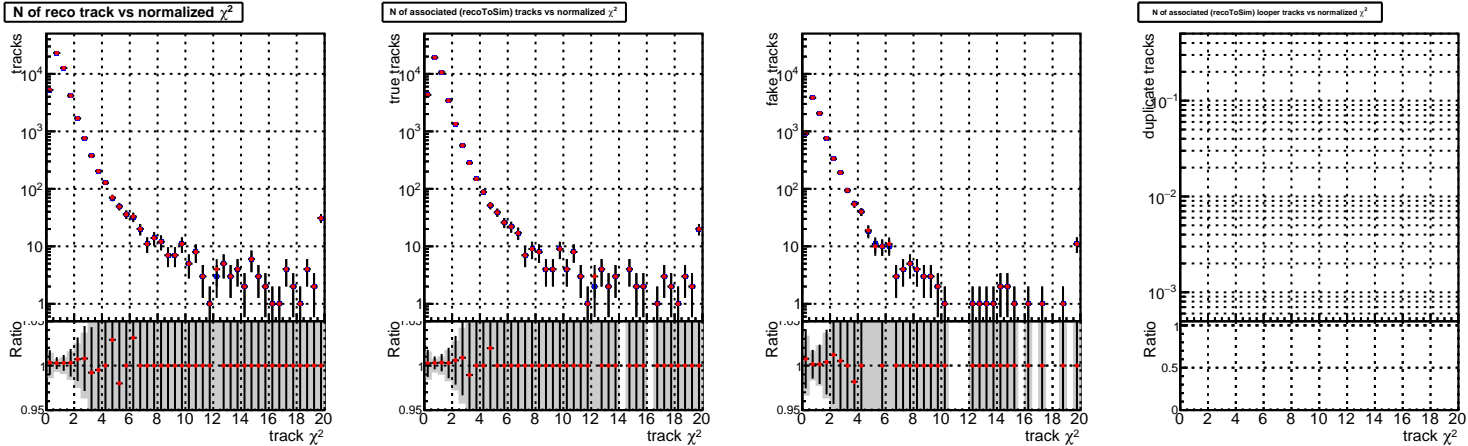 N of reco track vs normalized χ²
tracks
10⁴
10³
10²
10
1
1.05
Ratio
1
0.95
0 2 4 6 8 10 12 14 16 18 20
track χ²
N of associated (recoToSim) tracks vs normalized χ²
true tracks
10⁴
10³
10²
10
1
1.05
Ratio
1
0.95
0 2 4 6 8 10 12 14 16 18 20
track χ²
fake tracks
10⁴
10³
10²
10
1
1.05
Ratio
1
0.95
0 2 4 6 8 10 12 14 16 18 20
track χ²
N of associated (recoToSim) looper tracks vs normalized χ²
duplicate tracks
10⁻¹
10⁻²
10⁻³
Ratio
1
0.5
0
0 2 4 6 8 10 12 14 16 18 20
track χ²